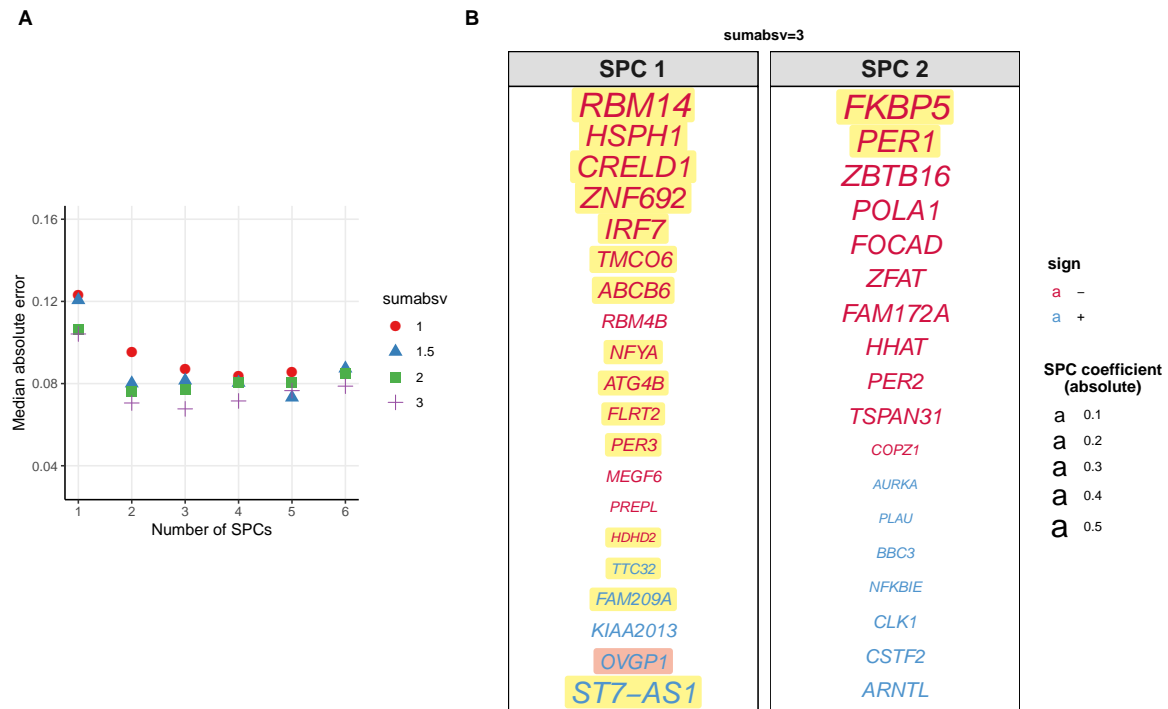 A
B
sumabsv=3
SPC 1
RBM14
HSPH1
CRELD1
ZNF692
IRF7
TMCO6
ABCB6
RBM4B
NFYA
ATG4B
FLRT2
PER3
MEGF6
PREPL
HDHD2
TTC32
FAM209A
KIAA2013
OVGP1
ST7−AS1
SPC 2
FKBP5
PER1
ZBTB16
POLA1
FOCAD
ZFAT
FAM172A
HHAT
PER2
TSPAN31
COPZ1
AURKA
PLAU
BBC3
NFKBIE
CLK1
CSTF2
ARNTL
Median absolute error
0.16
0.12
0.08
0.04
1 2 3 4 5 6
Number of SPCs
sumabsv
1
1.5
2
3
sign
a −
a +
SPC coefficient
(absolute)
a 0.1
a 0.2
a 0.3
a 0.4
a 0.5